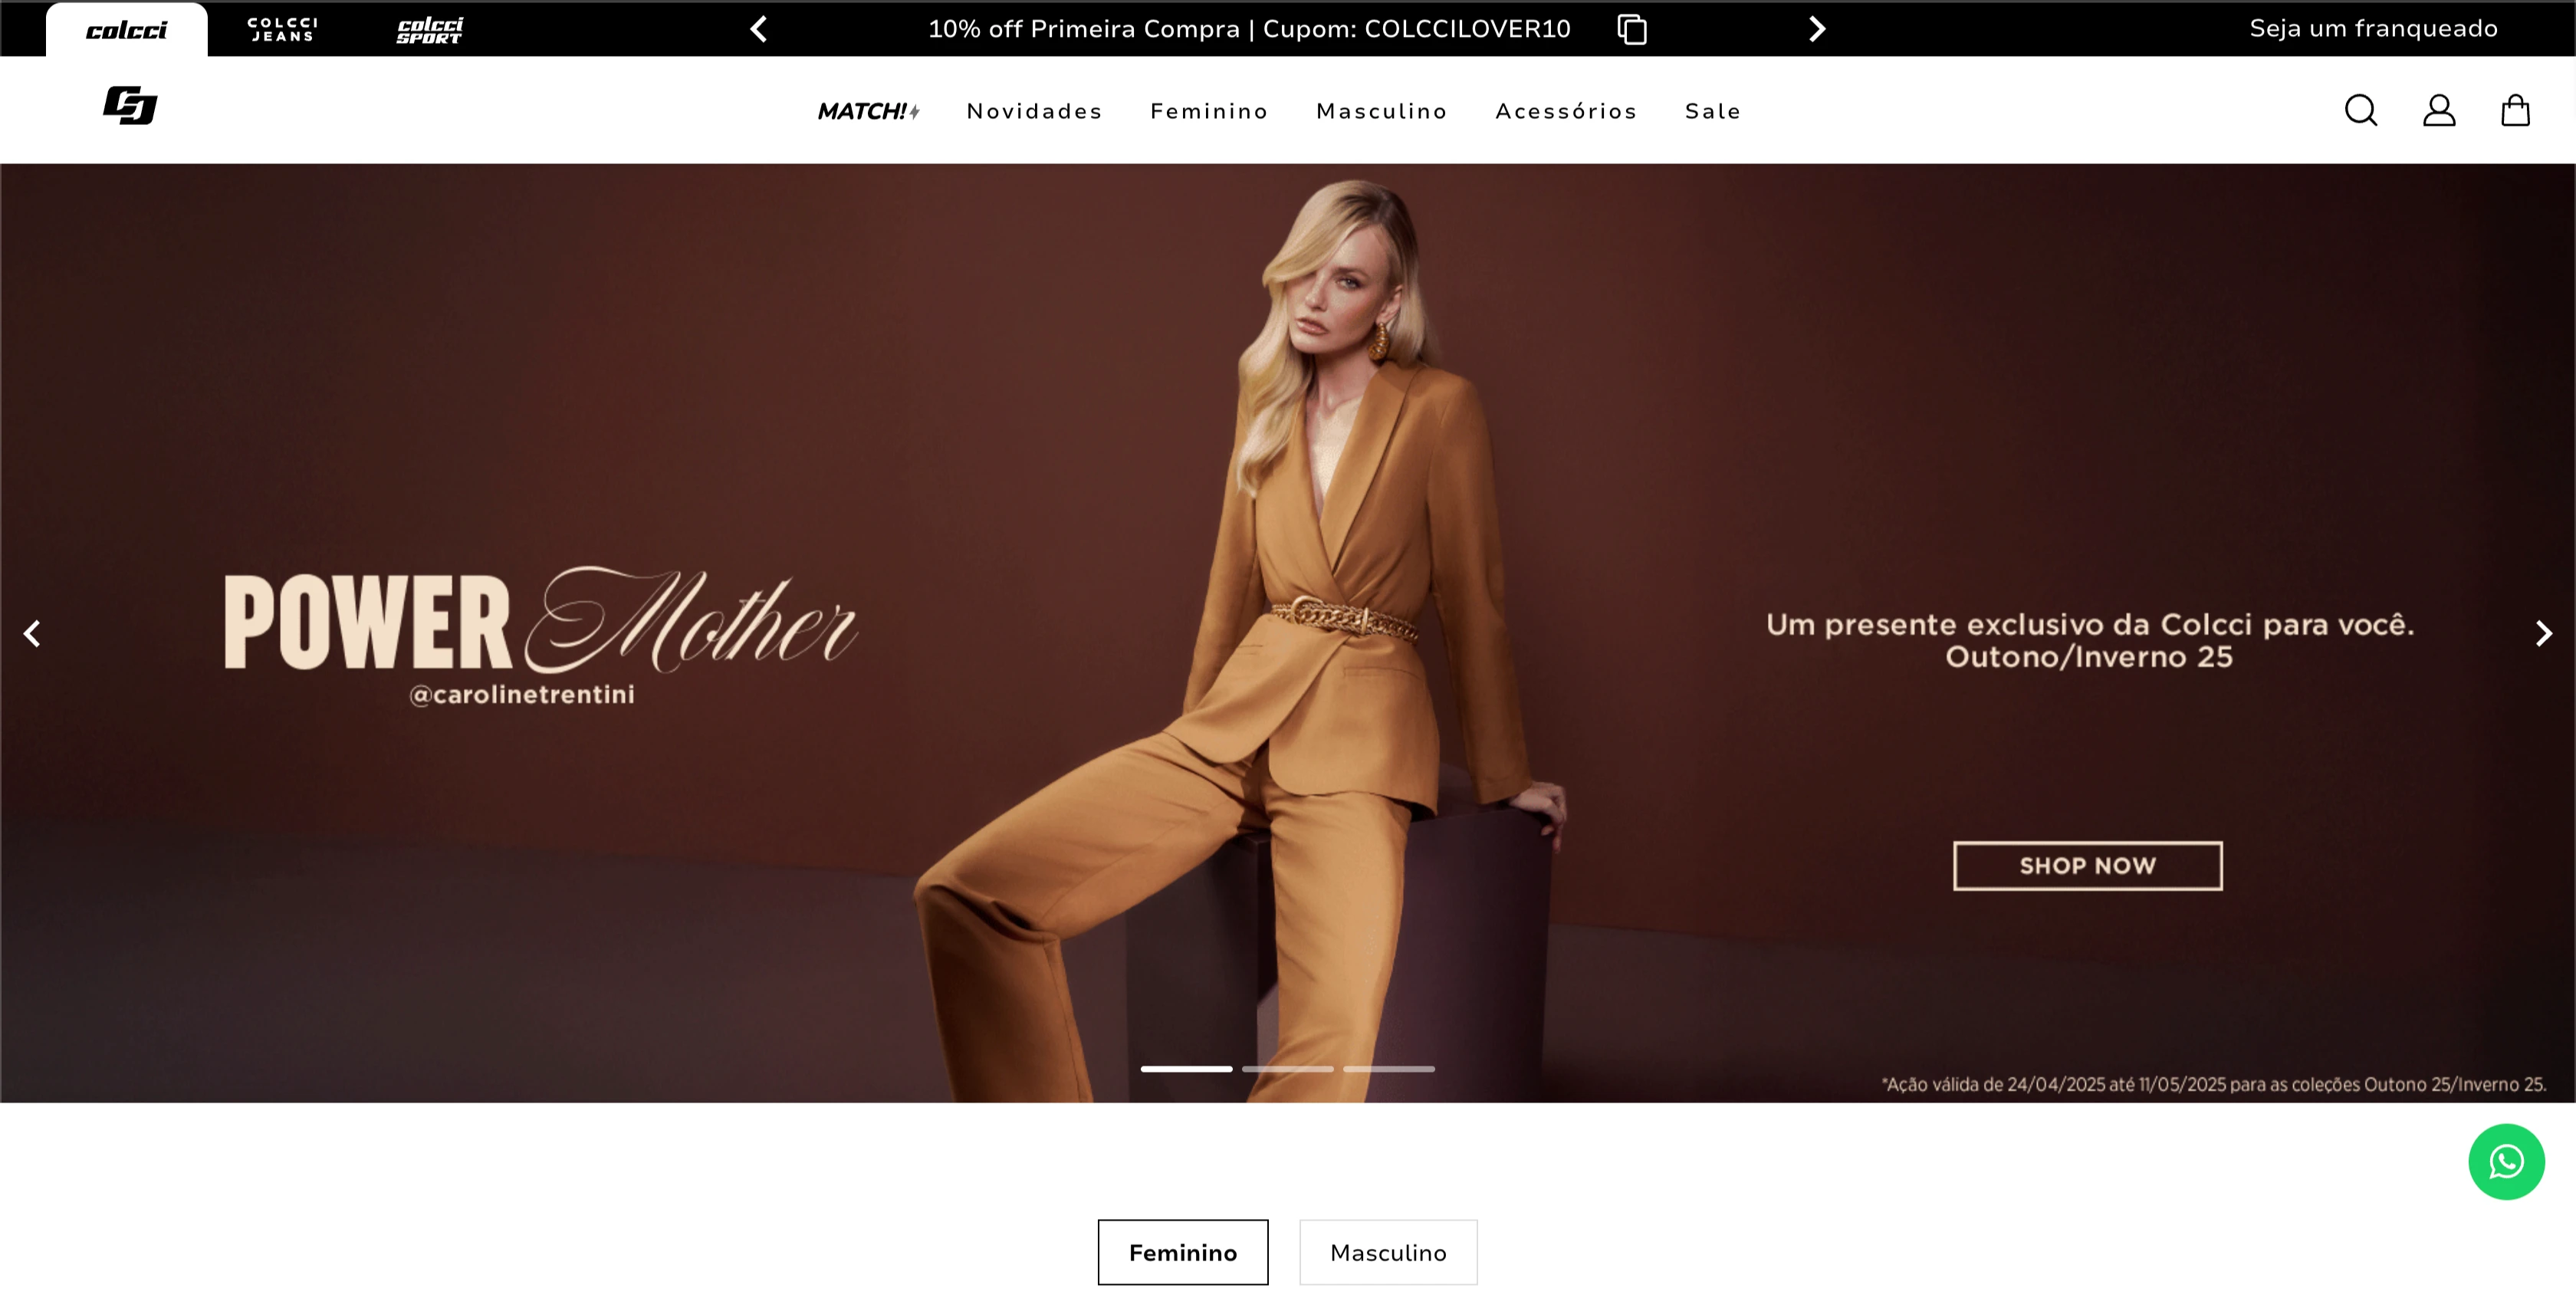 colcci
COLCCI
JEANS
colcci
SPORT
10% off Primeira Compra | Cupom: COLCCILOVER10
Seja um franqueado
MATCH!
Novidades
Feminino
Masculino
Acessórios
Sale
POWER Mother
@carolinetrentini
Um presente exclusivo da Colcci para você.
Outono/Inverno 25
SHOP NOW
*Ação válida de 24/04/2025 até 11/05/2025 para as coleções Outono 25/Inverno 25.
Feminino
Masculino